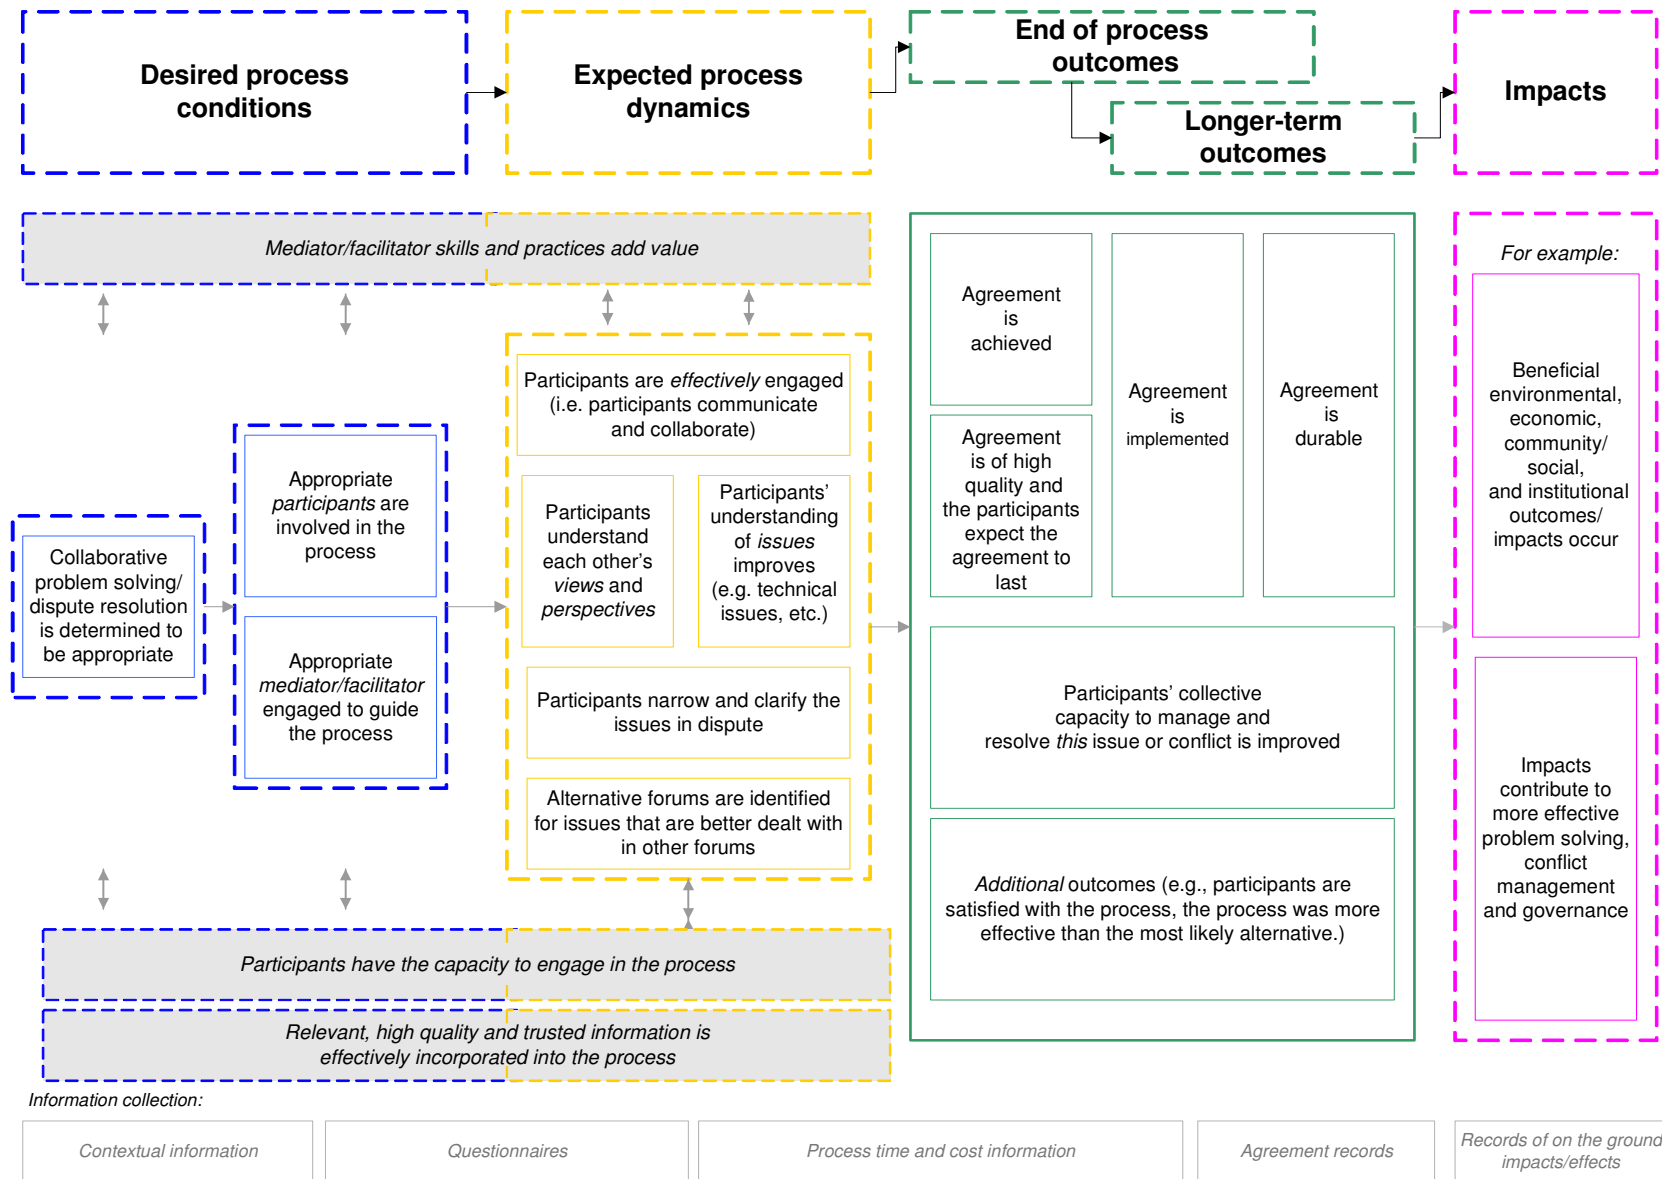 Desired process
conditions
Expected process
dynamics
End of process
outcomes
Longer-term
outcomes
Impacts
Mediator/facilitator skills and practices add value
Collaborative
problem solving/
dispute resolution
is determined to
be appropriate
Appropriate
participants are
involved in the
process
Appropriate
mediator/facilitator
engaged to guide
the process
Participants are effectively engaged
(i.e. participants communicate
and collaborate)
Participants
understand
each other’s
views and
perspectives
Participants’
understanding
of issues
improves
(e.g. technical
issues, etc.)
Participants narrow and clarify the
issues in dispute
Alternative forums are identified
for issues that are better dealt with
in other forums
Agreement
is
achieved
Agreement
is of high
quality and
the participants
expect the
agreement to
last
Agreement
is
implemented
Agreement
is
durable
Participants’ collective
capacity to manage and
resolve this issue or conflict is improved
Additional outcomes (e.g., participants are
satisfied with the process, the process was more
effective than the most likely alternative.)
For example:
Beneficial
environmental,
economic,
community/
social,
and institutional
outcomes/
impacts occur
Impacts
contribute to
more effective
problem solving,
conflict
management
and governance
Participants have the capacity to engage in the process
Relevant, high quality and trusted information is
effectively incorporated into the process
Information collection:
Contextual information
Questionnaires
Process time and cost information
Agreement records
Records of on the ground
impacts/effects